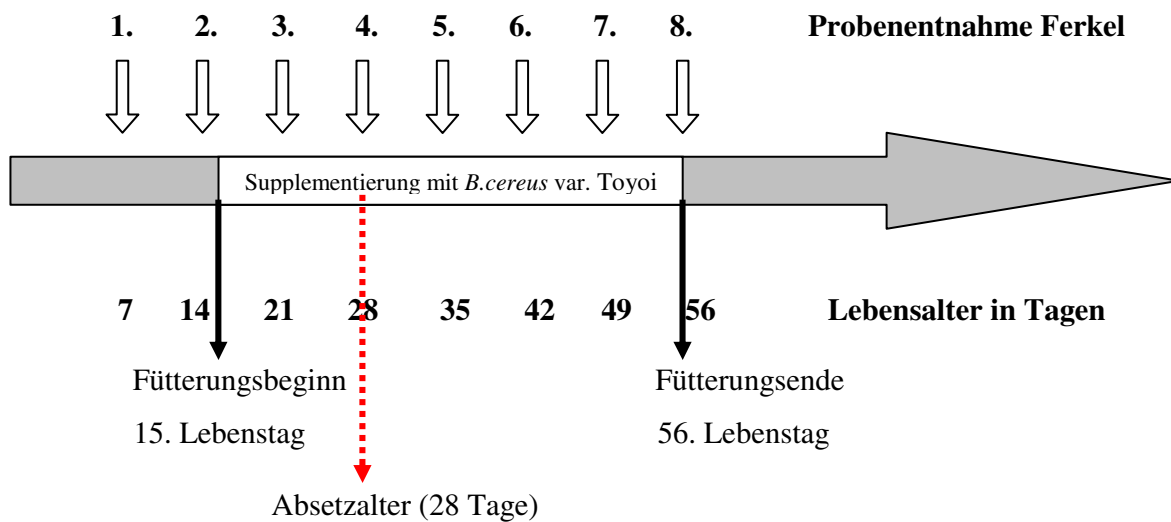 1. 2. 3. 4. 5. 6. 7. 8. Probenentnahme Ferkel
Supplementierung mit B.cereus var. Toyoi
7 14 21 28 35 42 49 56 Lebensalter in Tagen
Fütterungsbeginn Fütterungsende
15. Lebenstag 56. Lebenstag
Absetzalter (28 Tage)